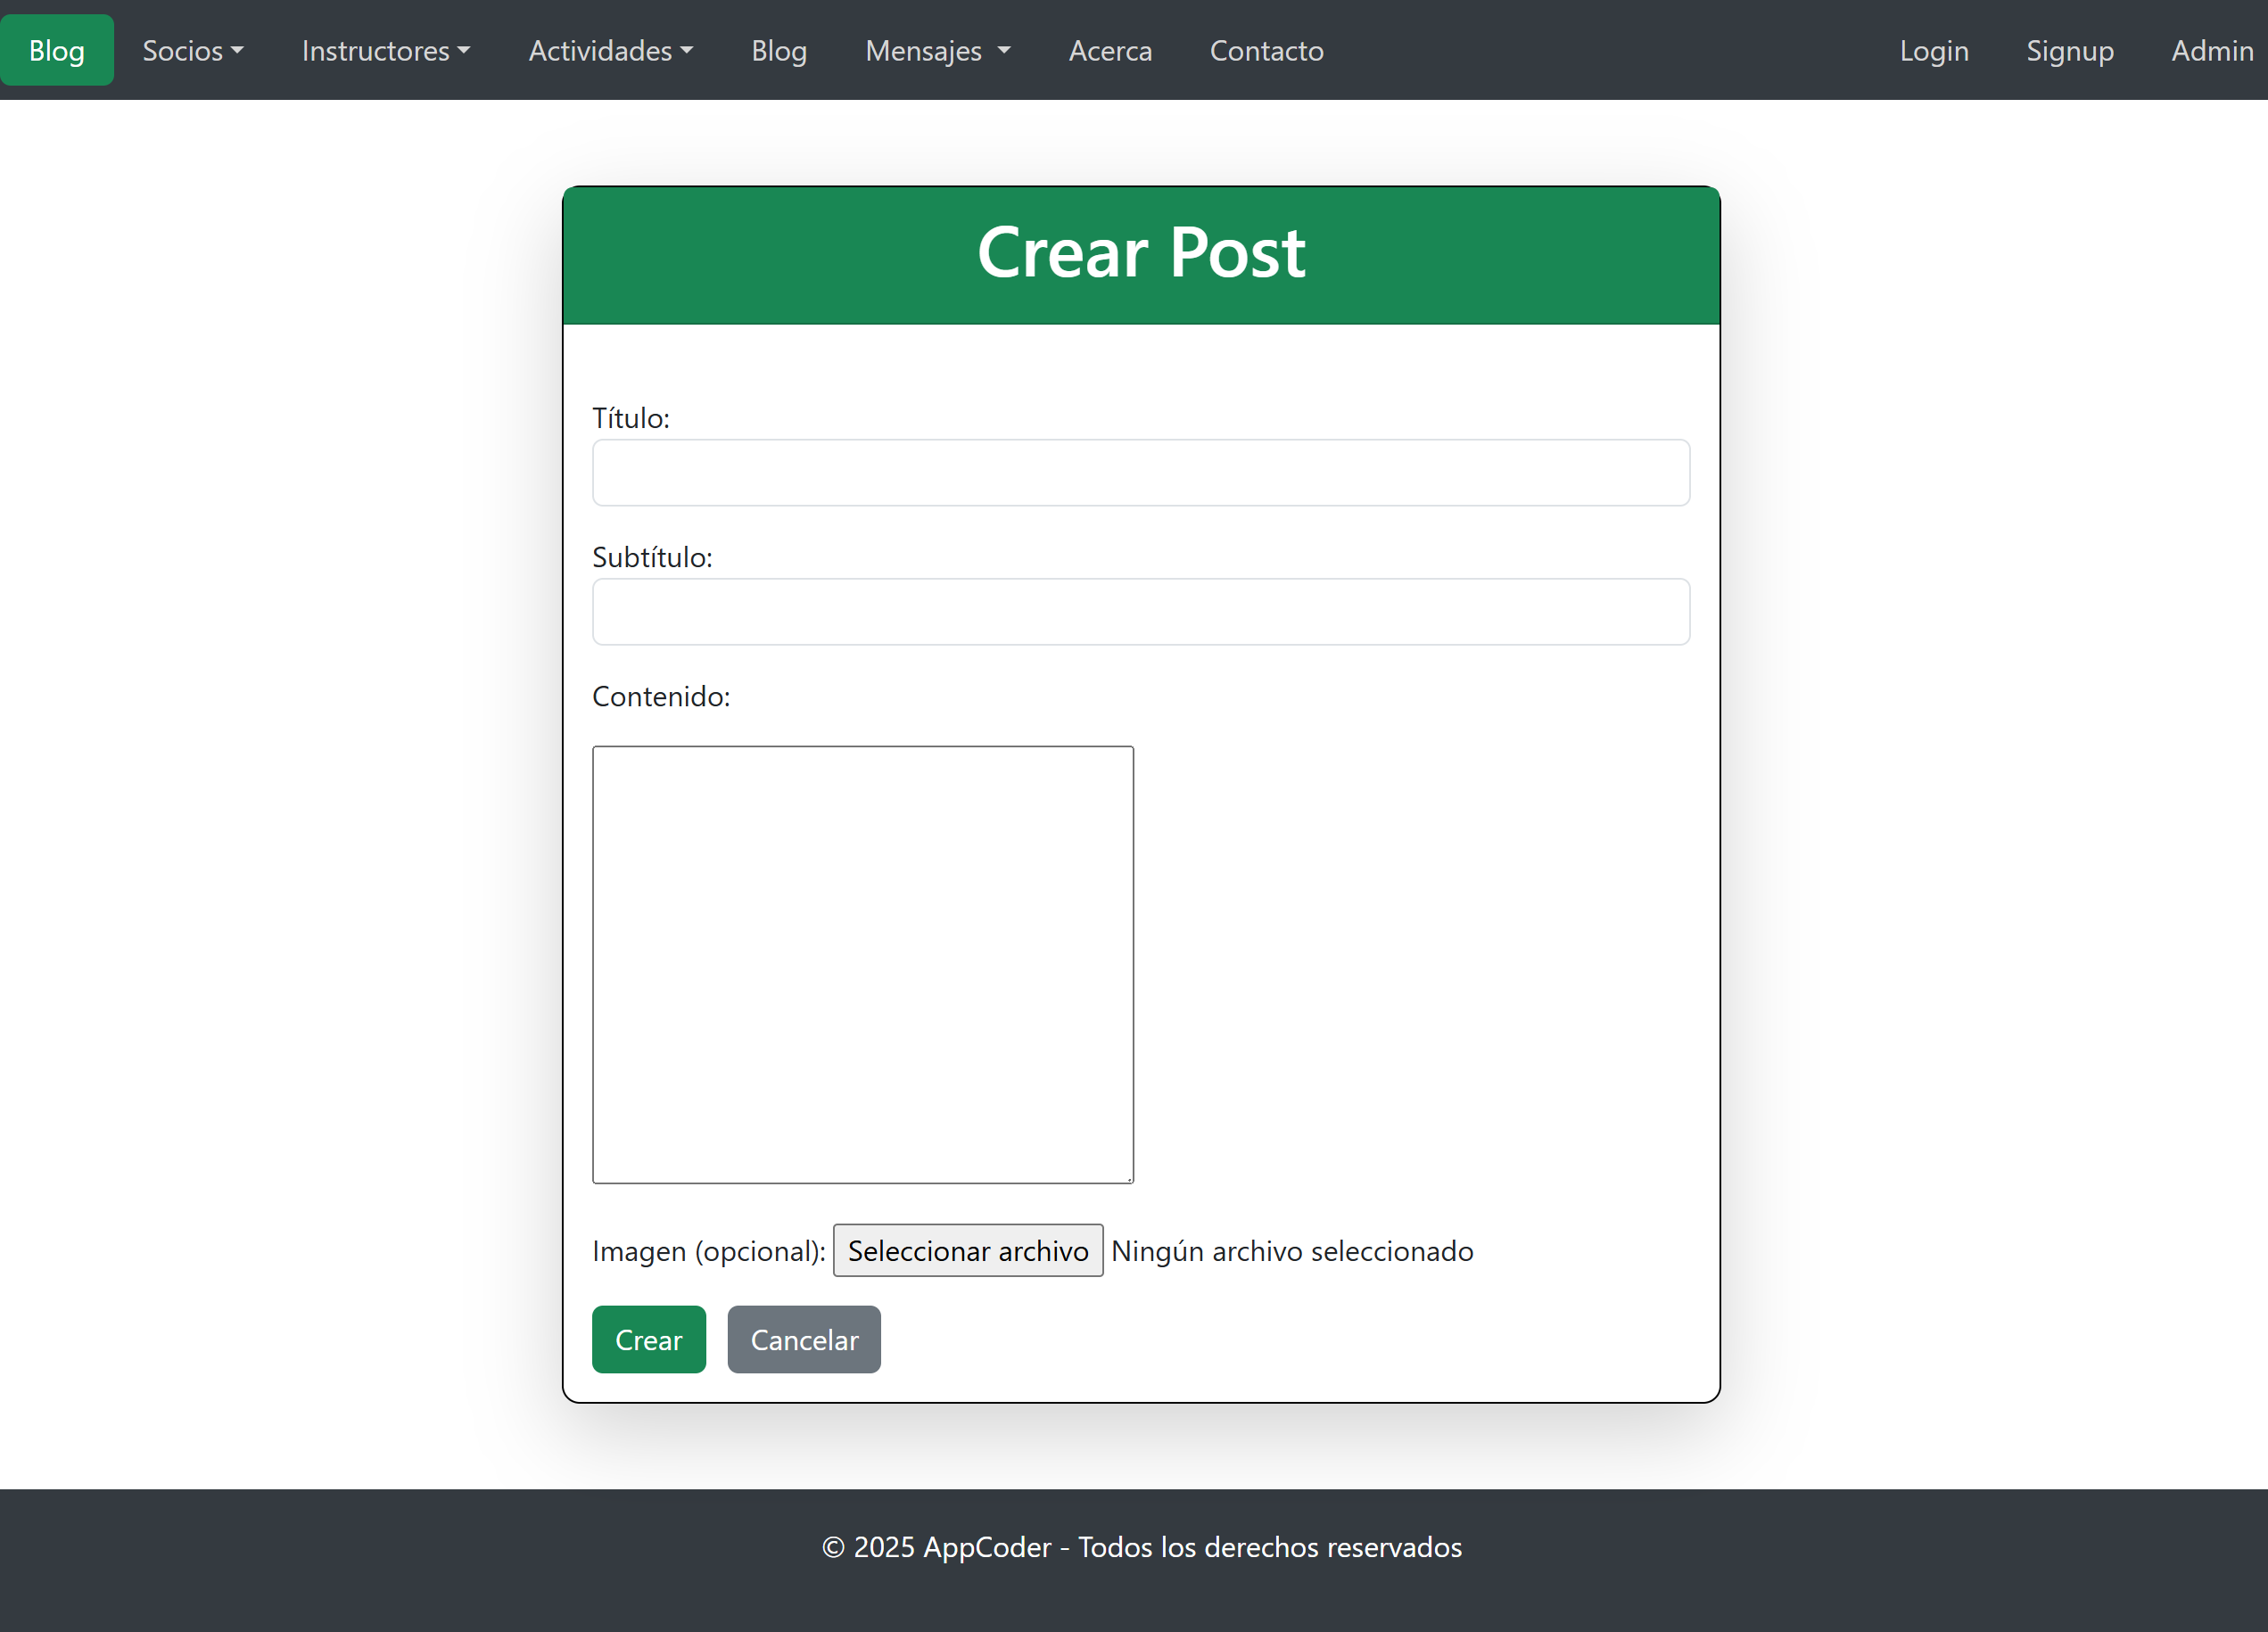 Blog Socios Instructores Actividades Blog Mensajes Acerca Contacto Login Signup Admin
Crear Post
Título:
Subtítulo:
Contenido:
Imagen (opcional): Seleccionar archivo Ningún archivo seleccionado
Crear Cancelar
© 2025 AppCoder - Todos los derechos reservados